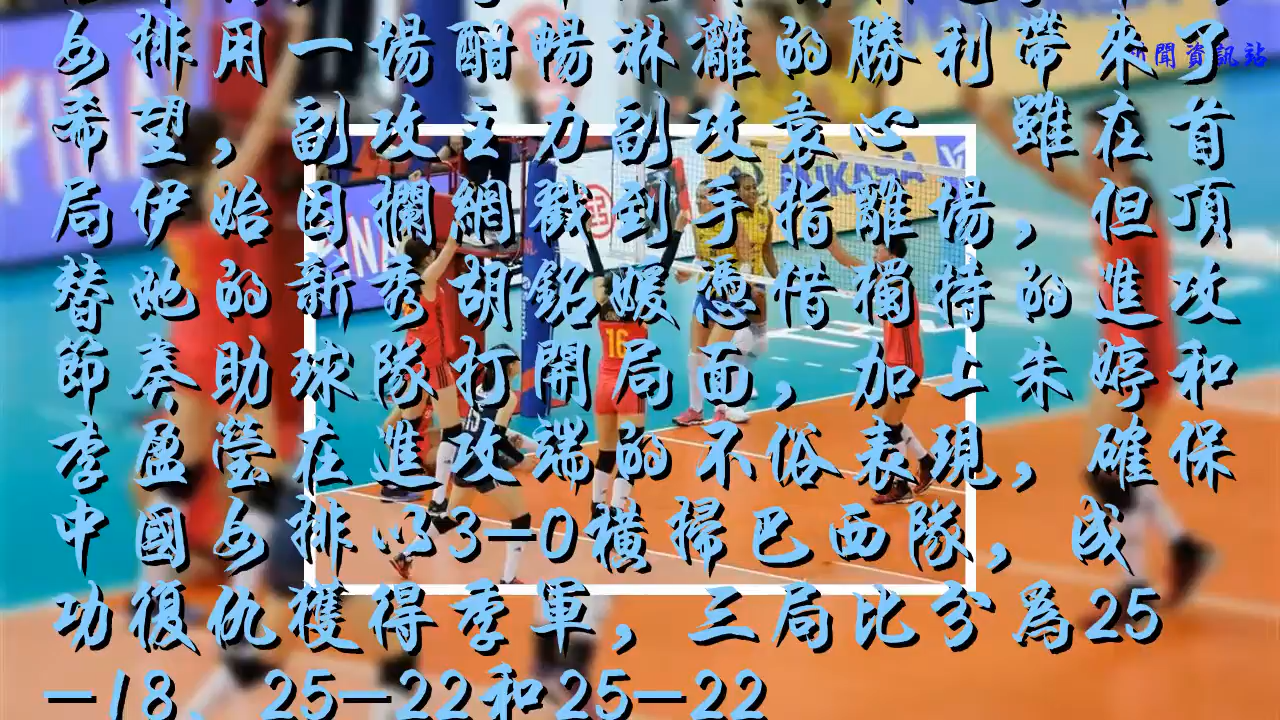 女排用一場酣暢淋灕的勝利帶來了
聞資訊站
希望，副攻主力副攻袁心 雖在首
局伊始因攔網戳到手指離場，但頂
替她的新秀胡銘媛憑借獨特的進攻
節奏助球隊打開局面，加上朱婷和
李盈瑩在進攻端的不俗表現，確保
中國女排以3-0橫掃巴西隊，成
功復仇獲得季軍，三局比分爲25
-18、25-22和25-22
16